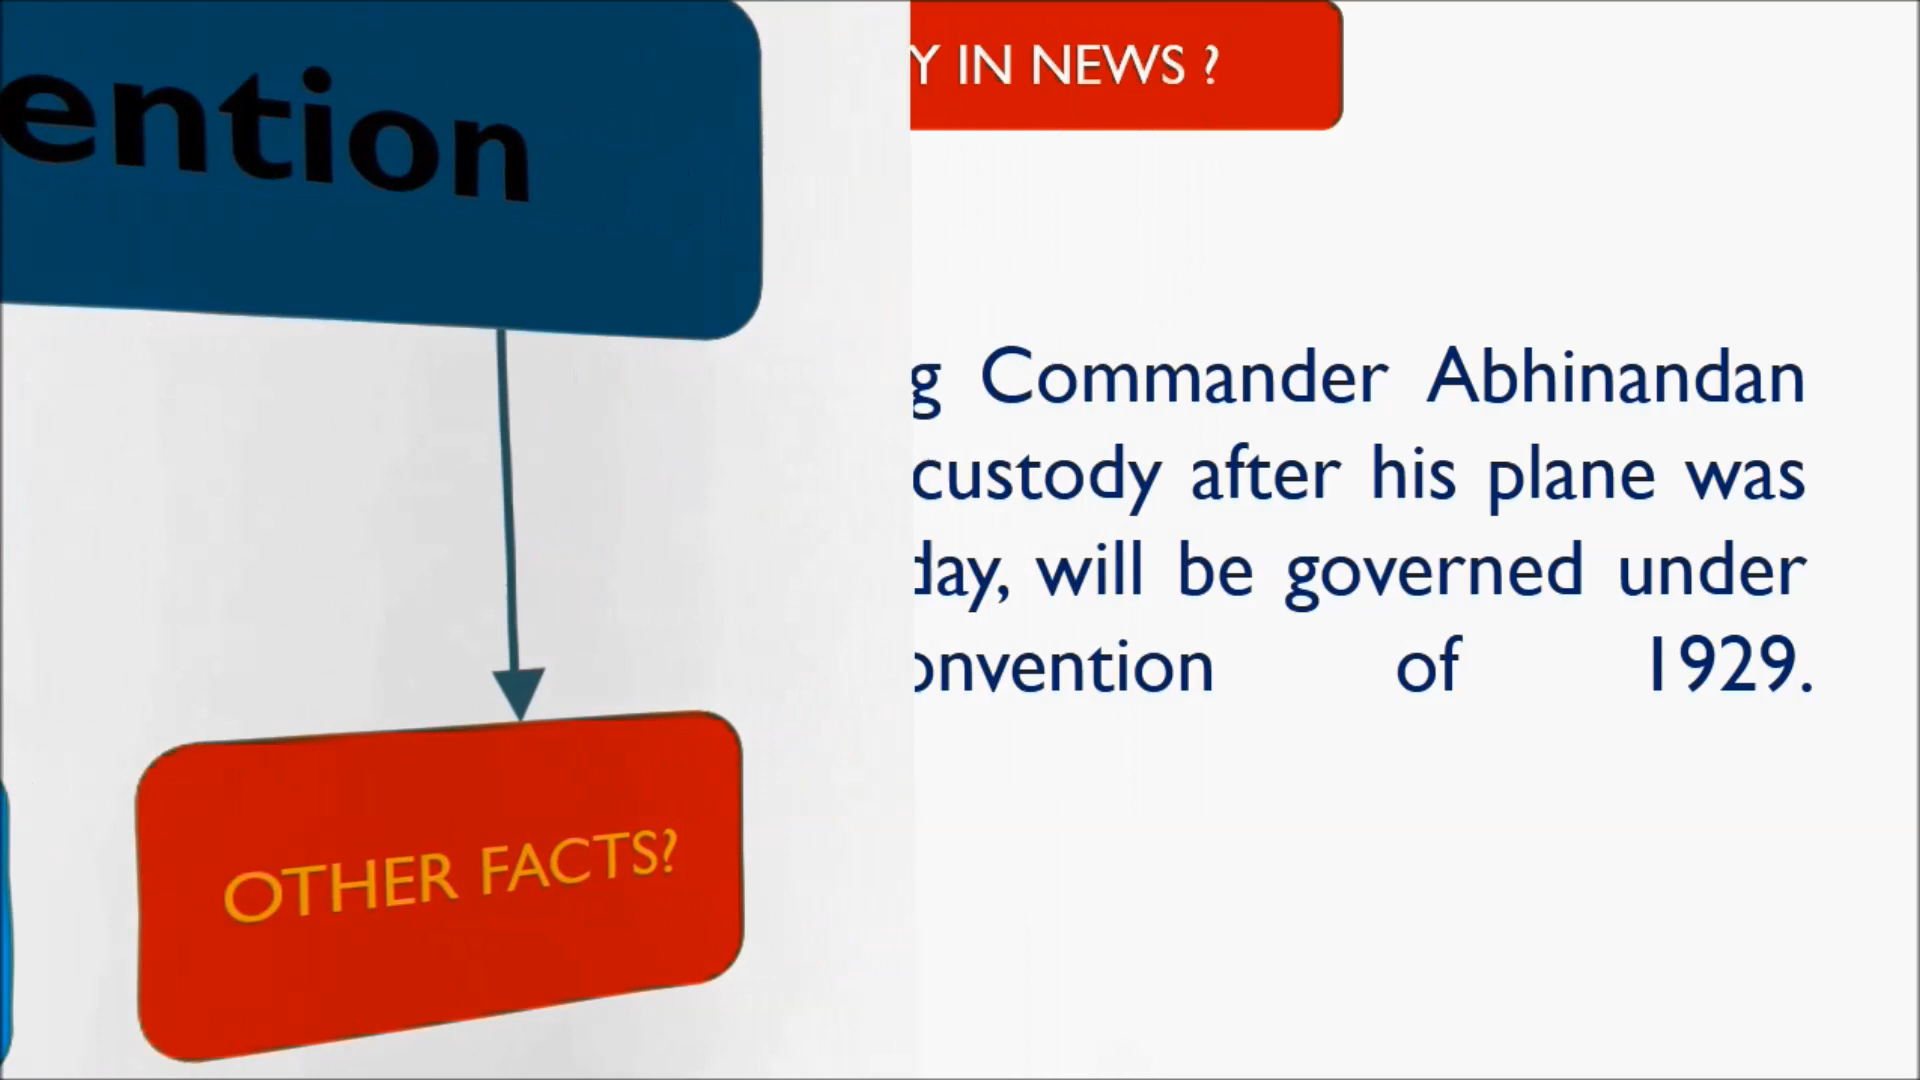 ention
OTHER FACTS?
Y IN NEWS ?
g Commander Abhinandan
custody after his plane was
day, will be governed under
onvention of 1929.